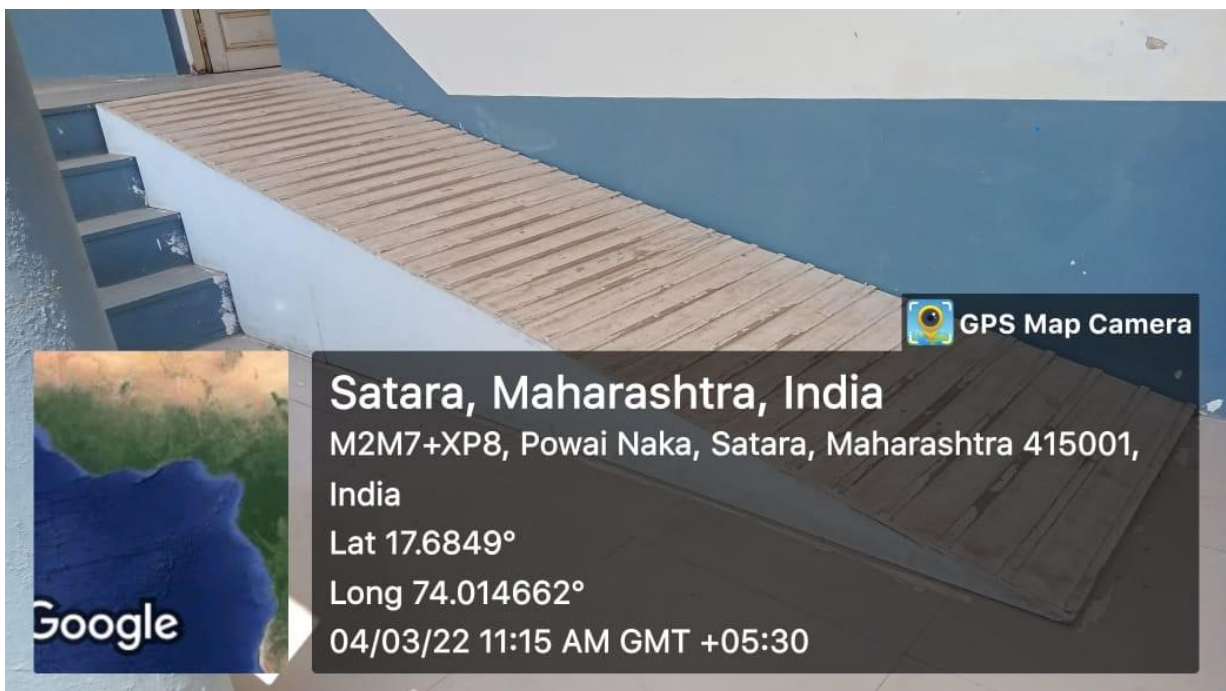 GPS Map Camera
Satara, Maharashtra, India
M2M7+XP8, Powai Naka, Satara, Maharashtra 415001,
India
Lat 17.6849°
Long 74.014662°
04/03/22 11:15 AM GMT +05:30
Google